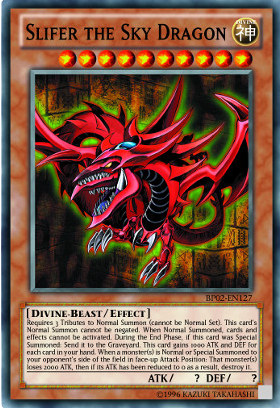 SLIFER THE SKY DRAGON
DIVINE
神
BP02-EN127
[DIVINE-BEAST/EFFECT]
Requires 3 Tributes to Normal Summon (cannot be Normal Set). This card's
Normal Summon cannot be negated. When Normal Summoned, cards and
effects cannot be activated. During the End Phase, if this card was Special
Summoned: Send it to the Graveyard. This card gains 1000 ATK and DEF for
each card in your hand. When a monster(s) is Normal or Special Summoned to
your opponent's side of the field in face-up Attack Position: That monster(s)
loses 2000 ATK, then if its ATK has been reduced to 0 as a result, destroy it.
ATK/ ? DEF/ ?
©1996 KAZUKI TAKAHASHI